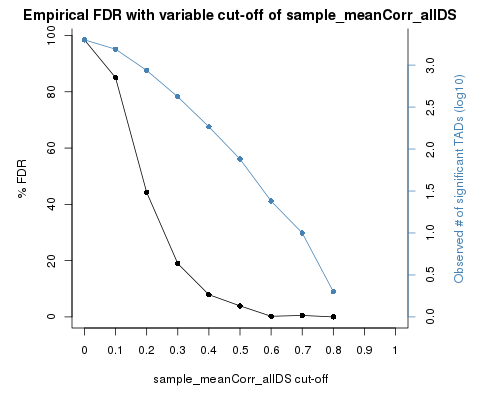 Empirical FDR with variable cut-off of sample_meanCorr_allDS
% FDR
100
80
60
40
20
0
3.0
2.5
2.0
1.5
1.0
0.5
0.0
Observed # of significant TADs (log10)
0 0.1 0.2 0.3 0.4 0.5 0.6 0.7 0.8 0.9 1
sample_meanCorr_allDS cut-off